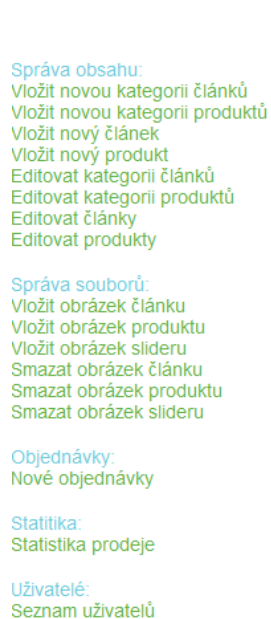 Správa obsahu:
Vložit novou kategorii článků
Vložit novou kategorii produktů
Vložit nový článek
Vložit nový produkt
Editovat kategorii článků
Editovat kategorii produktů
Editovat články
Editovat produkty
Správa souborů:
Vložit obrázek článku
Vložit obrázek produktu
Vložit obrázek slideru
Smazat obrázek článku
Smazat obrázek produktu
Smazat obrázek slideru
Objednávky:
Nové objednávky
Statitika:
Statistika prodeje
Uživatelé:
Seznam uživatelů